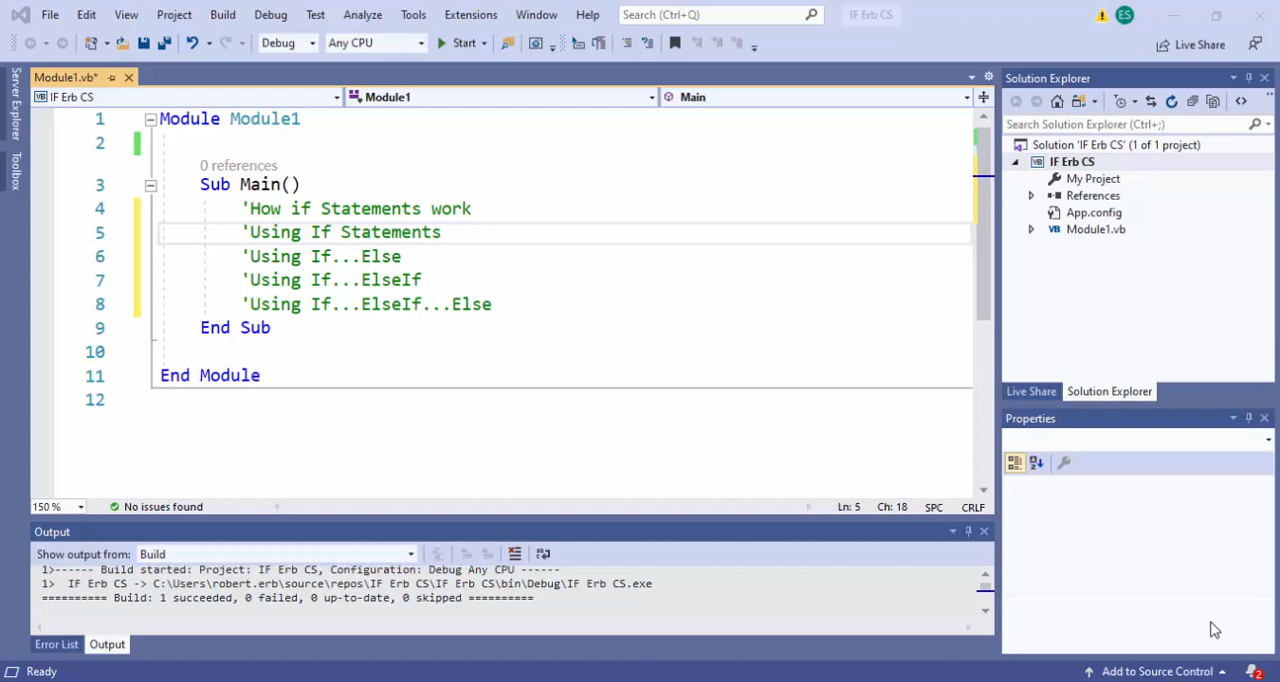 File Edit View Project Build Debug Test Analyze Tools Extensions Window Help Search (Ctrl+Q) IF Erb CS ES
Debug Any CPU Start Live Share
Module1.vb*
IF Erb CS Module1 Main
Server Explorer
Toolbox
1 Module Module1
2
0 references
3 Sub Main()
4 'How if Statements work
5 'Using If Statements
6 'Using If...Else
7 'Using If...ElseIf
8 'Using If...ElseIf...Else
9 End Sub
10
11 End Module
12
150 % No issues found Ln: 5 Ch: 18 SPC CRLF
Output
Show output from: Build
1>------ Build started: Project: IF Erb CS, Configuration: Debug Any CPU ------
1> IF Erb CS -> C:\Users\robert.erb\source\repos\IF Erb CS\IF Erb CS\bin\Debug\IF Erb CS.exe
========== Build: 1 succeeded, 0 failed, 0 up-to-date, 0 skipped ==========
Error List Output
Solution Explorer
Search Solution Explorer (Ctrl+;)
Solution 'IF Erb CS' (1 of 1 project)
VB IF Erb CS
My Project
References
App.config
VB Module1.vb
Live Share Solution Explorer
Properties
Ready Add to Source Control 2